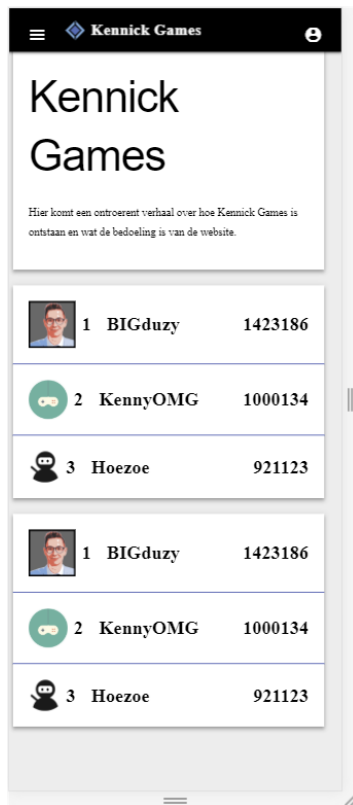 Kennick Games
Kennick
Games
Hier komt een ontroerent verhaal over hoe Kennick Games is
ontstaan en wat de bedoeling is van de website.
1 BIGduzy 1423186
2 KennyOMG 1000134
3 Hoezoe 921123
1 BIGduzy 1423186
2 KennyOMG 1000134
3 Hoezoe 921123